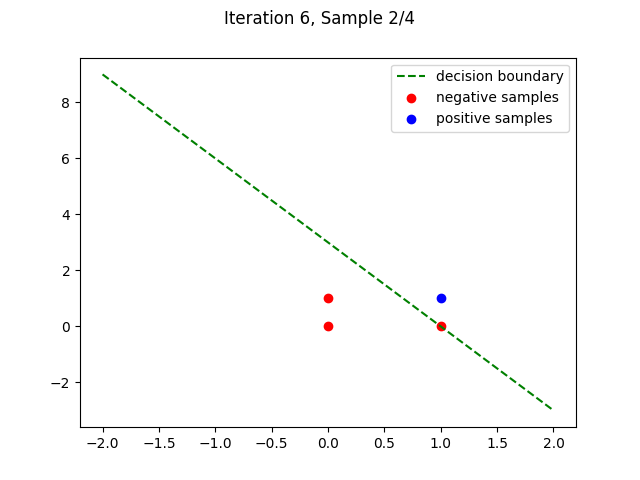 Iteration 6, Sample 2/4
decision boundary
negative samples
positive samples
8
6
4
2
0
−2
−2.0 −1.5 −1.0 −0.5 0.0 0.5 1.0 1.5 2.0